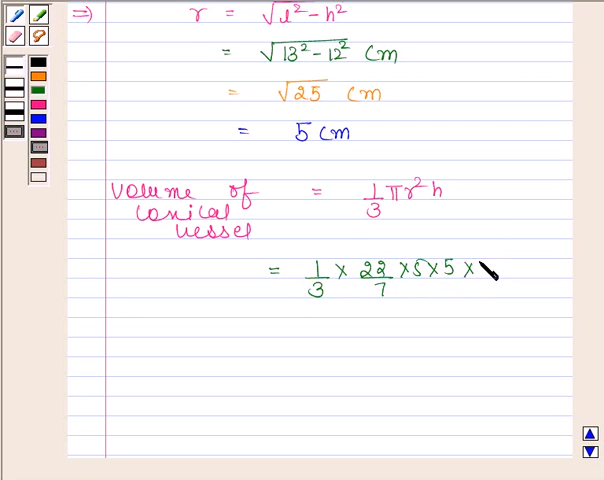 ⇒ r = √l² - h²
= √13² - 12² cm
= √25 cm
= 5 cm
Volume of = 1/3 πr² h
conical
vessel
= 1/3 × 22/7 × 5 × 5 ×